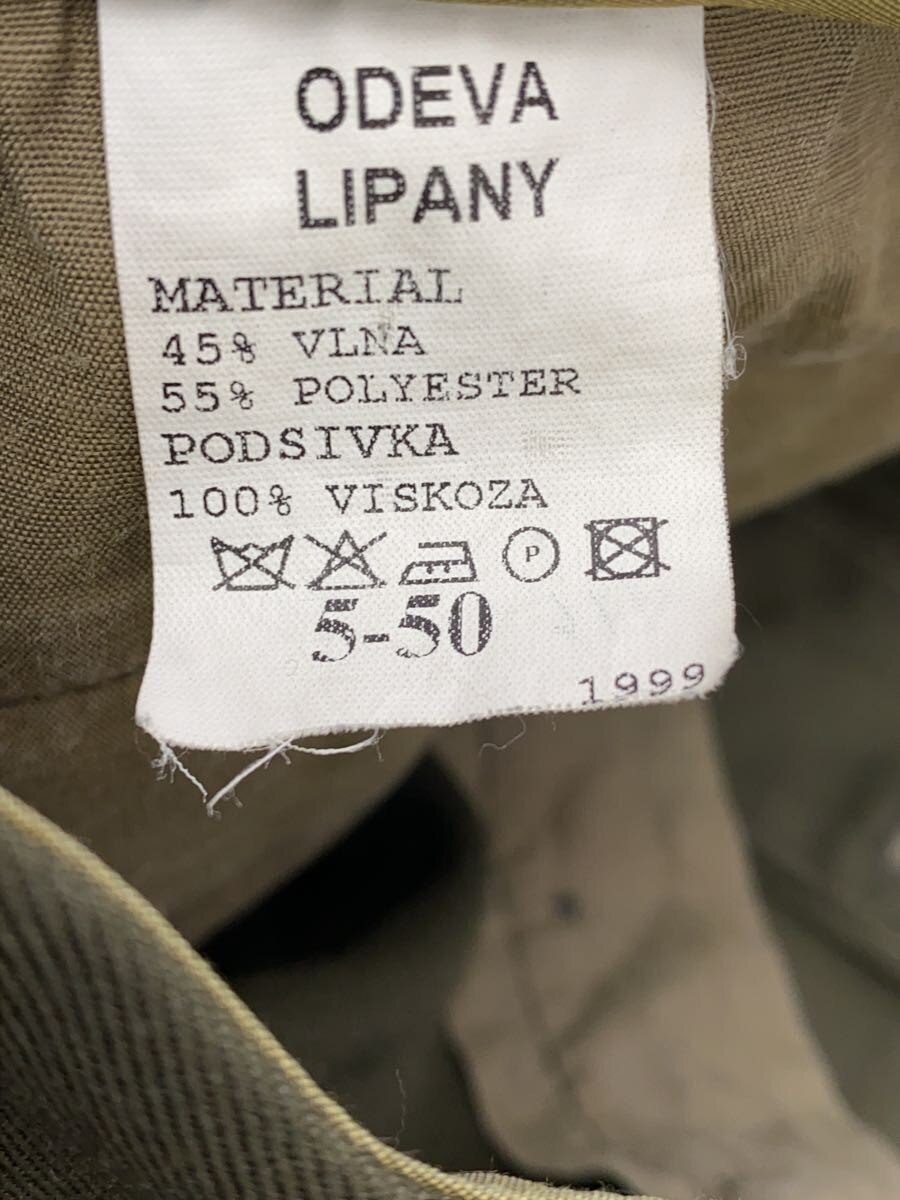 ODEVA
LIPANY
MATERIAL
45% VLNA
55% POLYESTER
PODSIVKA
100% VISKOZA
P
5-50
1999